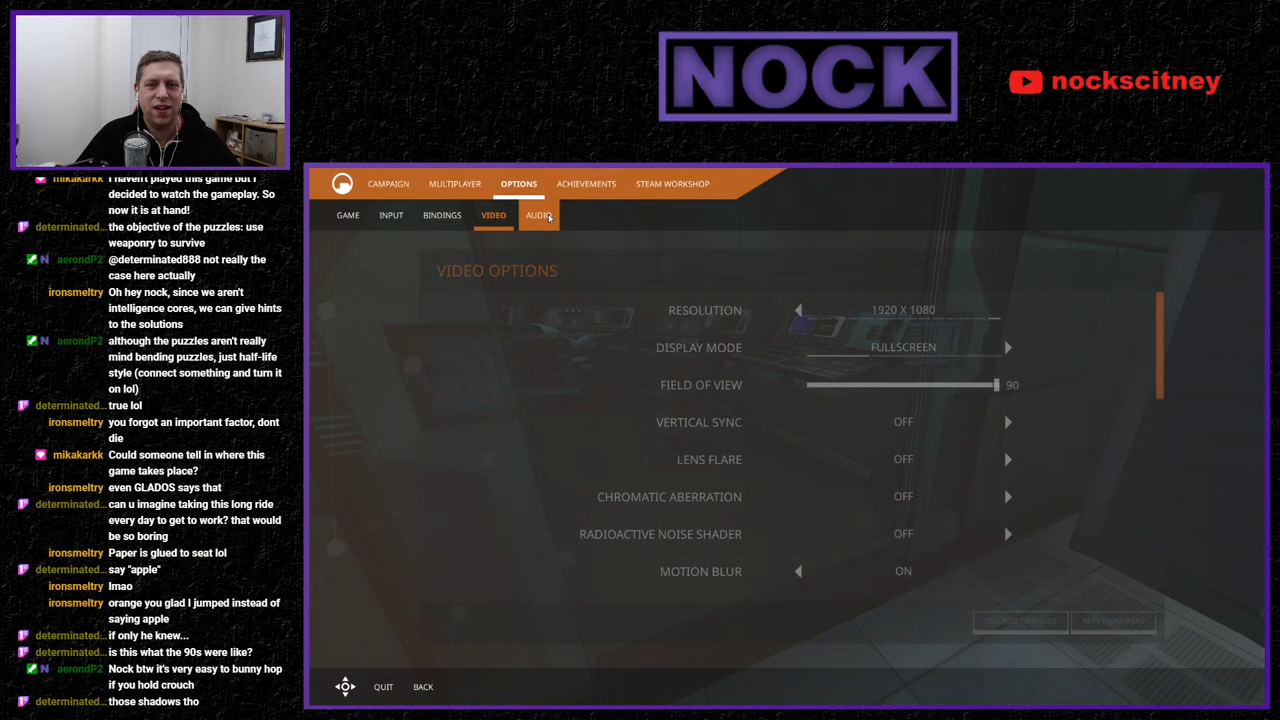 NOCK
nockscitney
mikakarkk I haven't played this game but I
decided to watch the gameplay. So
now it is at hand!
determined... the objective of the puzzles: use
weaponry to survive
N aerondP2 @determinated888 not really the
case here actually
ironsmeltry Oh hey nock, since we aren't
intelligence cores, we can give hints
to the solutions
N aerondP2 although the puzzles aren't really
mind bending puzzles, just half-life
style (connect something and turn it
on lol)
determined... true lol
ironsmeltry you forgot an important factor, dont
die
mikakarkk Could someone tell in where this
game takes place?
ironsmeltry even GLADOS says that
determined... can u imagine taking this long ride
every day to get to work? that would
be so boring
ironsmeltry Paper is glued to seat lol
determined... say "apple"
ironsmeltry lmao
ironsmeltry orange you glad I jumped instead of
saying apple
determined... if only he knew...
determined... is this what the 90s were like?
N aerondP2 Nock btw it's very easy to bunny hop
if you hold crouch
determined... those shadows tho
CAMPAIGN MULTIPLAYER OPTIONS ACHIEVEMENTS STEAM WORKSHOP
GAME INPUT BINDINGS VIDEO AUDIO
VIDEO OPTIONS
RESOLUTION 1920 X 1080
DISPLAY MODE FULLSCREEN
FIELD OF VIEW 90
VERTICAL SYNC OFF
LENS FLARE OFF
CHROMATIC ABERRATION OFF
RADIOACTIVE NOISE SHADER OFF
MOTION BLUR ON
QUIT BACK